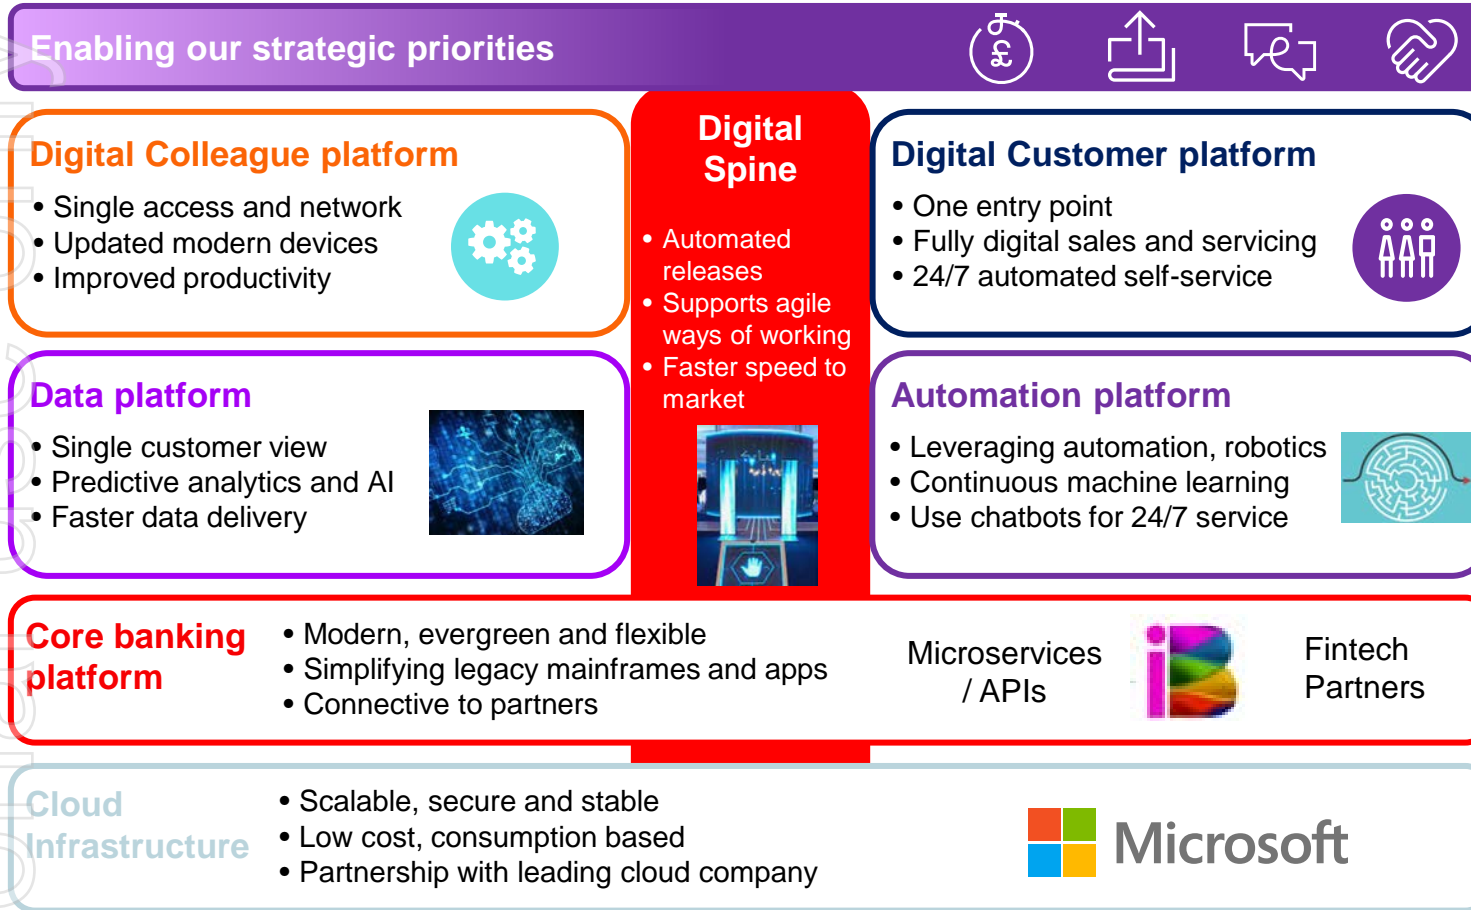 Enabling our strategic priorities
£
Digital Colleague platform
• Single access and network
• Updated modern devices
• Improved productivity
Digital
Spine
• Automated
releases
• Supports agile
ways of working
• Faster speed to
market
Digital Customer platform
• One entry point
• Fully digital sales and servicing
• 24/7 automated self-service
Data platform
• Single customer view
• Predictive analytics and AI
• Faster data delivery
Automation platform
• Leveraging automation, robotics
• Continuous machine learning
• Use chatbots for 24/7 service
Core banking
platform
• Modern, evergreen and flexible
• Simplifying legacy mainframes and apps
• Connective to partners
Microservices
/ APIs
iB
Fintech
Partners
Cloud
Infrastructure
• Scalable, secure and stable
• Low cost, consumption based
• Partnership with leading cloud company
Microsoft